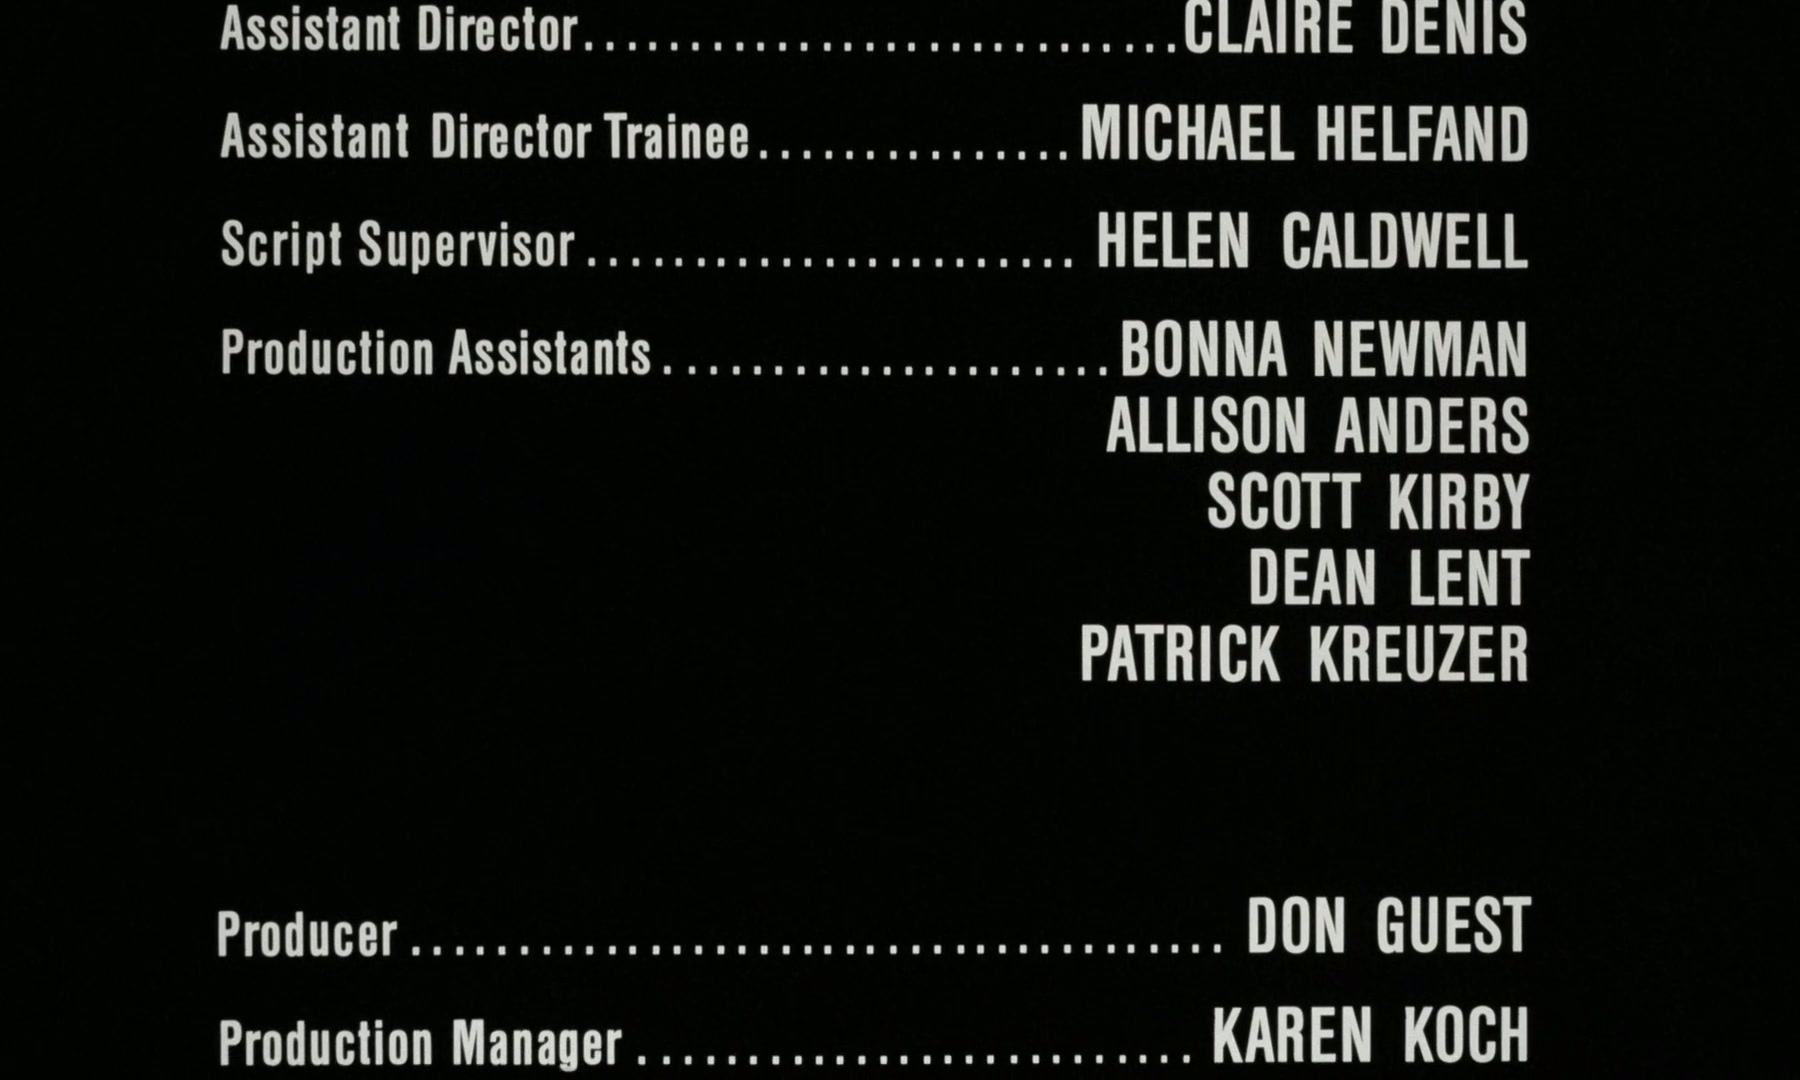 Assistant Director............................CLAIRE DENIS
Assistant Director Trainee...............MICHAEL HELFAND
Script Supervisor....................... HELEN CALDWELL
Production Assistants.....................BONNA NEWMAN
ALLISON ANDERS
SCOTT KIRBY
DEAN LENT
PATRICK KREUZER
Producer...................................... DON GUEST
Production Manager.......................... KAREN KOCH